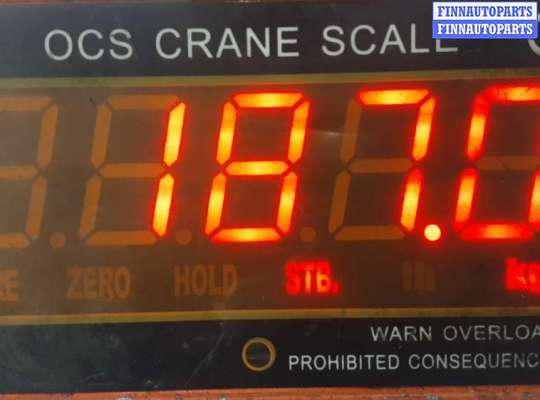 FINNAUTOPARTS
FINNAUTOPARTS
OCS CRANE SCALE
187.0
ZERO HOLD STB. lb
WARN OVERLOA
PROHIBITED CONSEQUENC